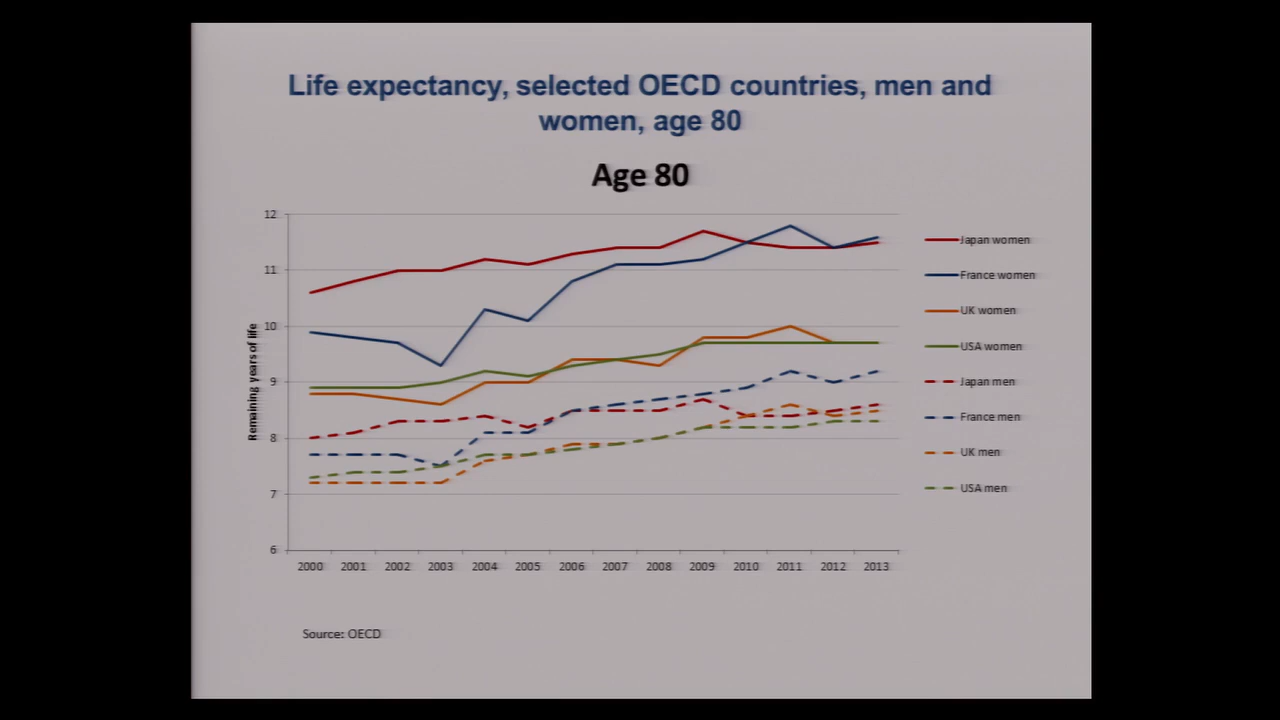 Life expectancy, selected OECD countries, men and
women, age 80
Age 80
Remaining years of life
12
11
10
9
8
7
6
2000 2001 2002 2003 2004 2005 2006 2007 2008 2009 2010 2011 2012 2013
Japan women
France women
UK women
USA women
Japan men
France men
UK men
USA men
Source: OECD